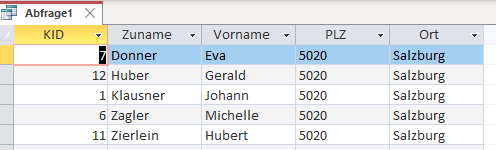 Abfrage1
KID Zuname Vorname PLZ Ort
7 Donner Eva 5020 Salzburg
12 Huber Gerald 5020 Salzburg
1 Klausner Johann 5020 Salzburg
6 Zagler Michelle 5020 Salzburg
11 Zierlein Hubert 5020 Salzburg